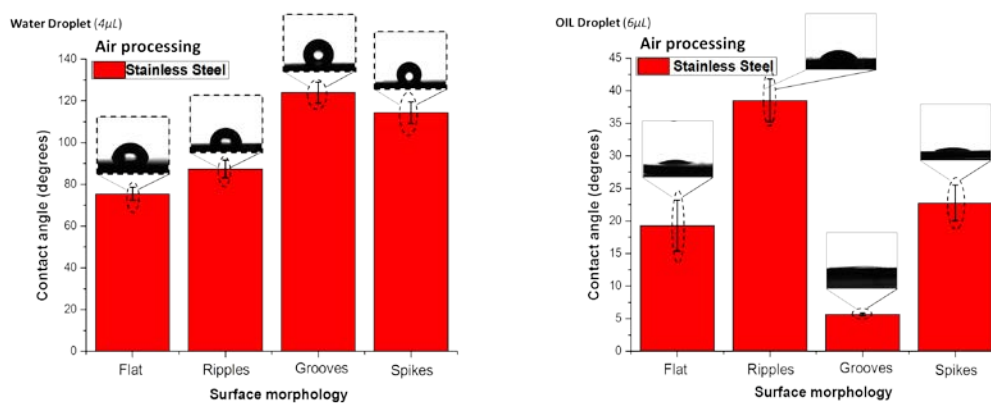 Water Droplet (4μL)
Air processing
Stainless Steel
Contact angle (degrees)
140
120
100
80
60
40
20
0
Flat Ripples Grooves Spikes
Surface morphology
OIL Droplet (6μL)
Air processing
Stainless Steel
Contact angle (degrees)
45
40
35
30
25
20
15
10
5
0
Flat Ripples Grooves Spikes
Surface morphology